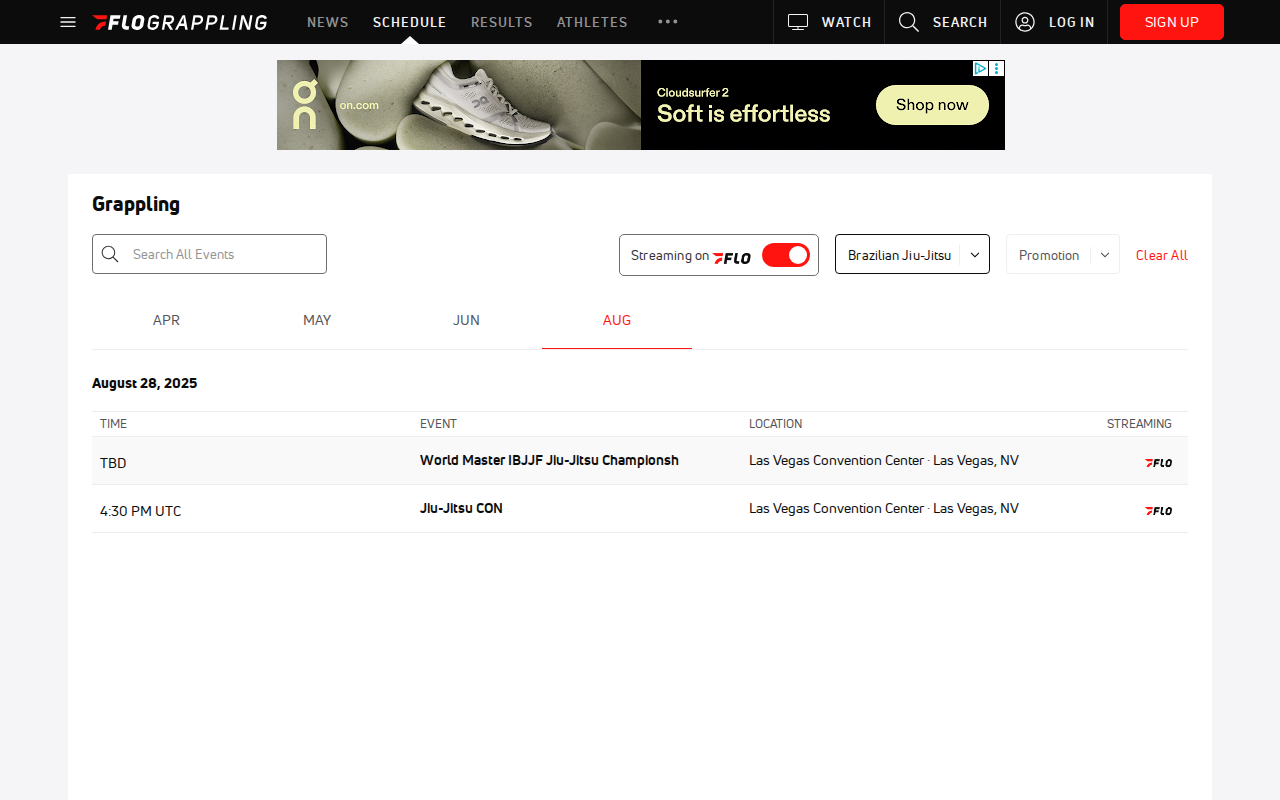 FLOGRAPPLING NEWS SCHEDULE RESULTS ATHLETES WATCH SEARCH LOG IN SIGN UP
on.com
Cloudsurfer 2
Soft is effortless
Shop now
Grappling
Search All Events
Streaming on FLO
Brazilian Jiu-Jitsu
Promotion
Clear All
APR MAY JUN AUG
August 28, 2025
TIME EVENT LOCATION STREAMING
TBD World Master IBJJF Jiu-Jitsu Championsh Las Vegas Convention Center · Las Vegas, NV FLO
4:30 PM UTC Jiu-Jitsu CON Las Vegas Convention Center · Las Vegas, NV FLO